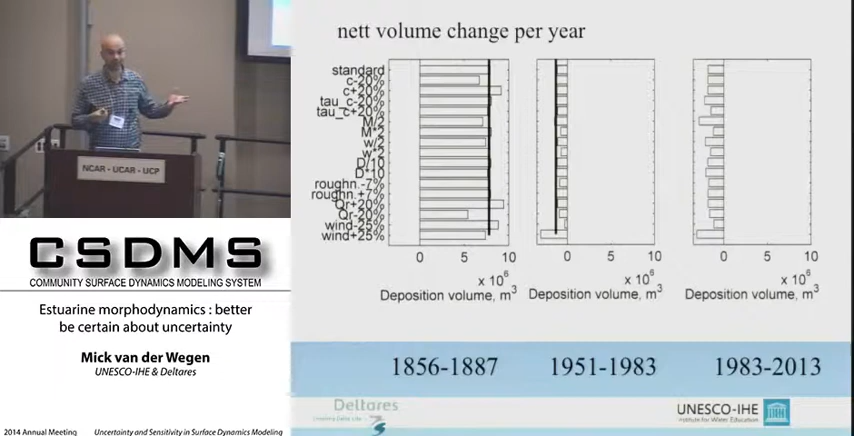 nett volume change per year
standard
c-20%
c+20%
tau_c-20%
tau_c+20%
M/2
M*2
w/2
w*2
D/10
D*10
roughn.-7%
roughn.+7%
Qr+20%
Qr-20%
wind-25%
wind+25%
0 5 10
0 5 10
0 5 10
x 10^6
x 10^6
x 10^6
Deposition volume, m^3
Deposition volume, m^3
Deposition volume, m^3
1856-1887
1951-1983
1983-2013
Deltares
UNESCO-IHE
Institute for Water Education
NCAR - UCAR - UCP
CSDMS
COMMUNITY SURFACE DYNAMICS MODELING SYSTEM
Estuarine morphodynamics : better
be certain about uncertainty
Mick van der Wegen
UNESCO-IHE & Deltares
2014 Annual Meeting
Uncertainty and Sensitivity in Surface Dynamics Modeling